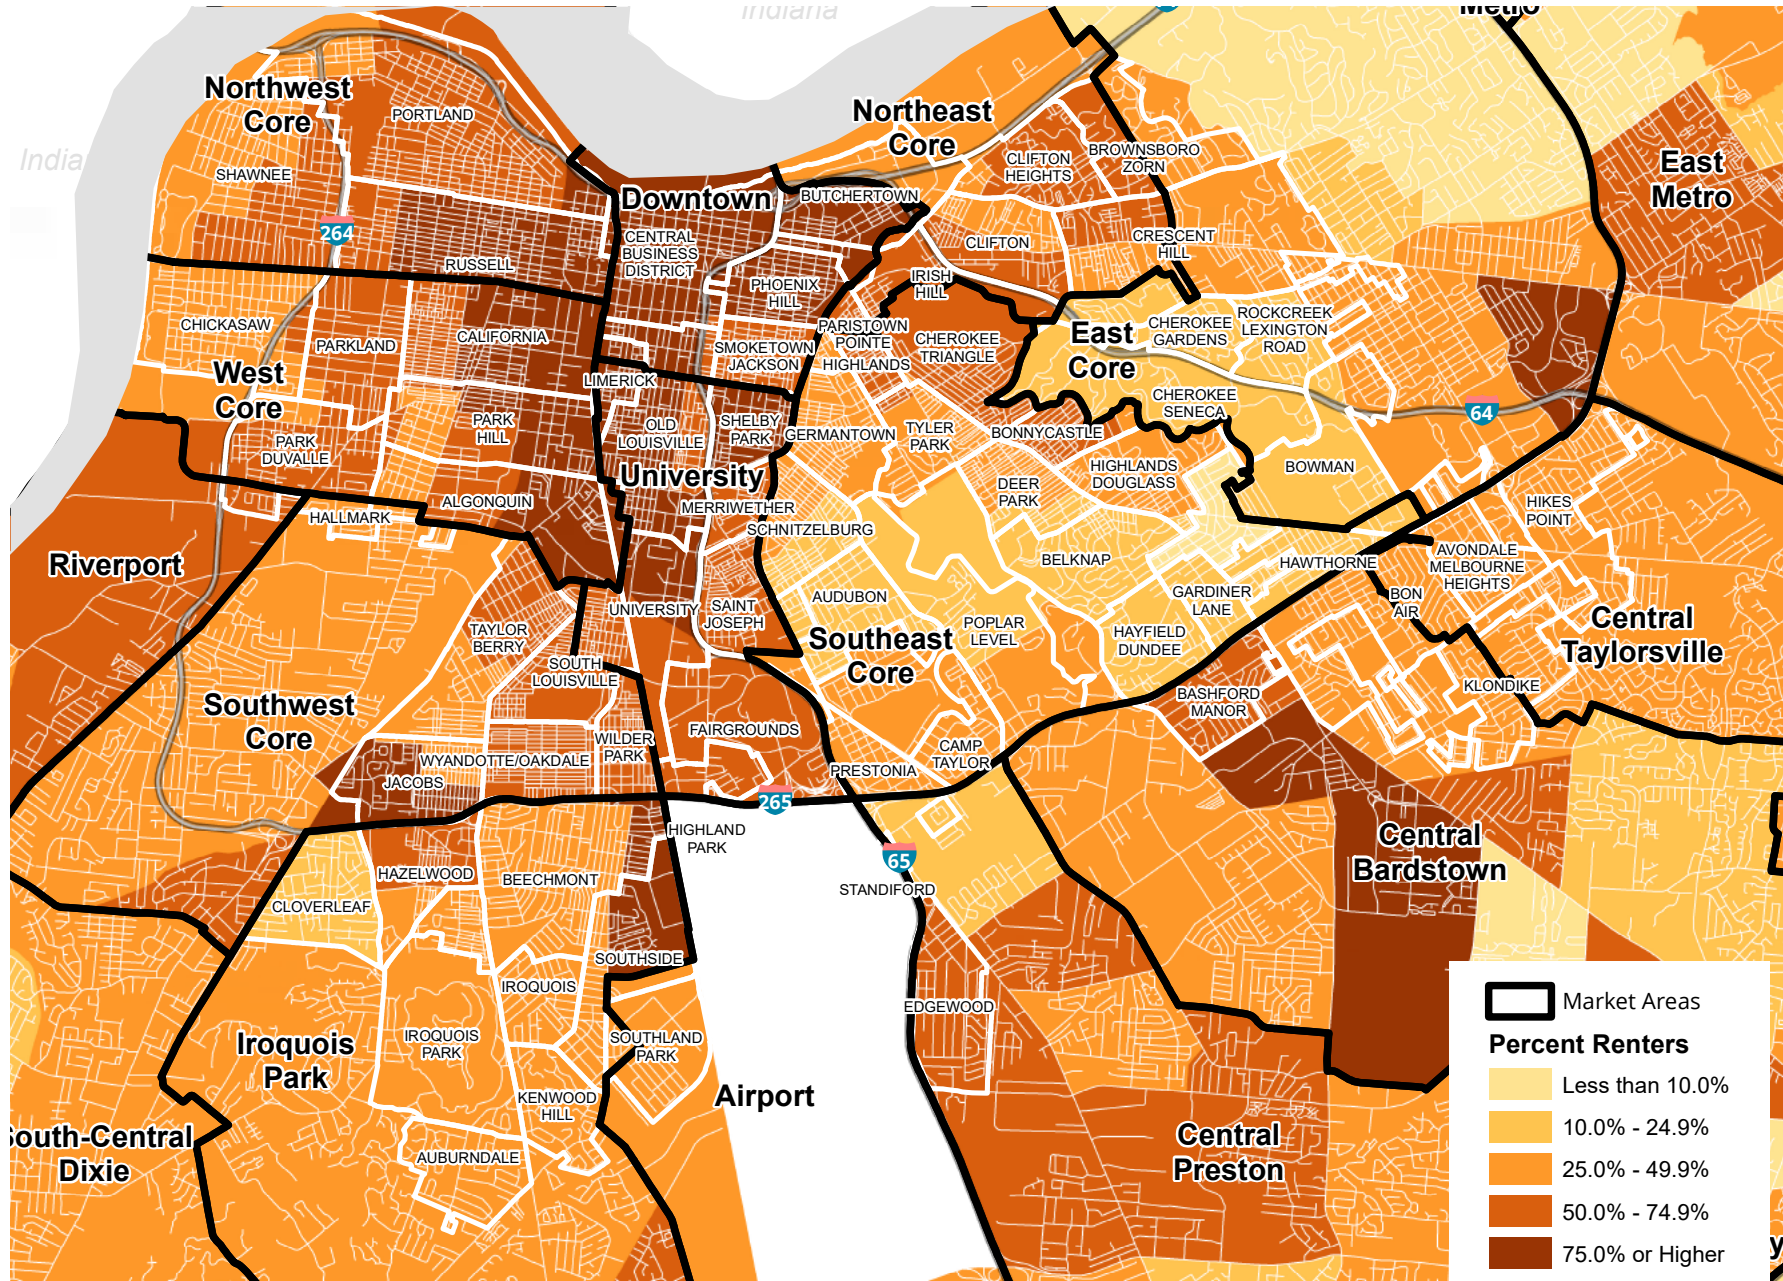 Indiana
Metro
Northwest
Core
PORTLAND
Northeast
Core
India
SHAWNEE
CLIFTON
HEIGHTS
BROWNSBORO
ZORN
East
Metro
Downtown
BUTCHERTOWN
264
RUSSELL
CENTRAL
BUSINESS
DISTRICT
CLIFTON
CRESCENT
HILL
PHOENIX
HILL
IRISH
HILL
CHICKASAW
PARKLAND
CALIFORNIA
PARISTOWN
POINTE
HIGHLANDS
CHEROKEE
TRIANGLE
East
Core
CHEROKEE
GARDENS
ROCKCREEK
LEXINGTON
ROAD
SMOKETOWN
JACKSON
West
Core
LIMERICK
CHEROKEE
SENECA
64
PARK
HILL
OLD
LOUISVILLE
SHELBY
PARK
GERMANTOWN
TYLER
PARK
BONNYCASTLE
PARK
DUVALLE
University
HIGHLANDS
DOUGLASS
BOWMAN
DEER
PARK
ALGONQUIN
HALLMARK
MERRIWETHER
SCHNITZELBURG
HIKES
POINT
Riverport
BELKNAP
HAWTHORNE
AVONDALE
MELBOURNE
HEIGHTS
AUDUBON
GARDINER
LANE
BON
AIR
UNIVERSITY
SAINT
JOSEPH
TAYLOR
BERRY
Southeast
Core
POPLAR
LEVEL
HAYFIELD
DUNDEE
Central
Taylorsville
SOUTH
LOUISVILLE
KLONDIKE
Southwest
Core
BASHFORD
MANOR
FAIRGROUNDS
WILDER
PARK
WYANDOTTE/OAKDALE
JACOBS
CAMP
TAYLOR
PRESTONIA
265
HIGHLAND
PARK
65
Central
Bardstown
HAZELWOOD
BEECHMONT
STANDIFORD
CLOVERLEAF
SOUTHSIDE
IROQUOIS
EDGEWOOD
Iroquois
Park
IROQUOIS
PARK
SOUTHLAND
PARK
Airport
KENWOOD
HILL
South-Central
Dixie
AUBURNDALE
Central
Preston
Market Areas
Percent Renters
Less than 10.0%
10.0% - 24.9%
25.0% - 49.9%
50.0% - 74.9%
75.0% or Higher
y